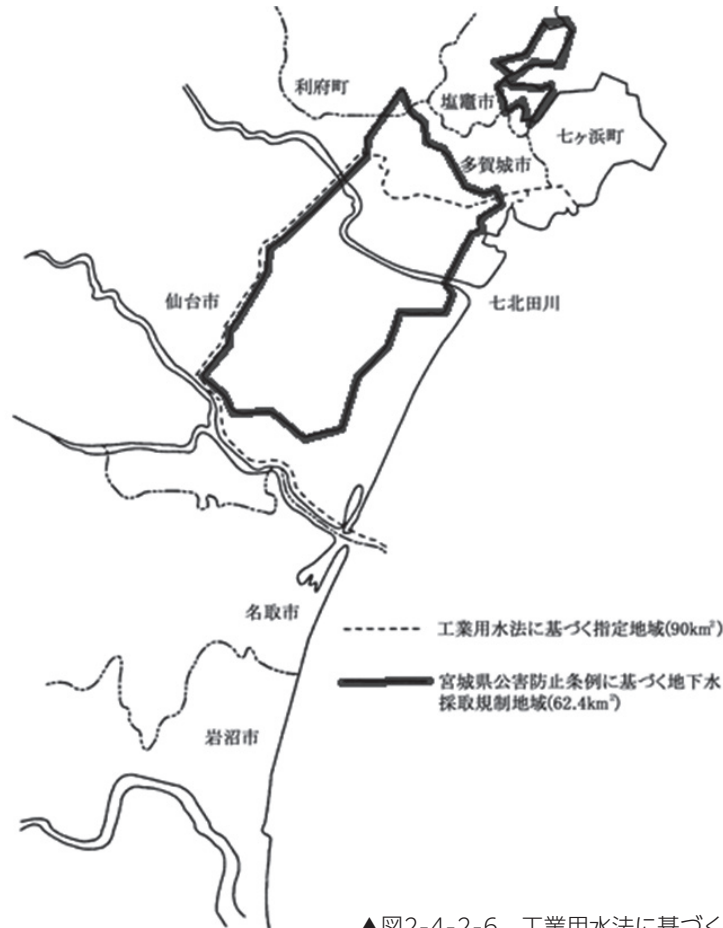 利府町
塩竈市
七ヶ浜町
多賀城市
仙台市
七北田川
名取市
工業用水法に基づく指定地域(90km²)
宮城県公害防止条例に基づく地下水
採取規制地域(62.4km²)
岩沼市
▲図2-4-2-6 工業用水法に基づく